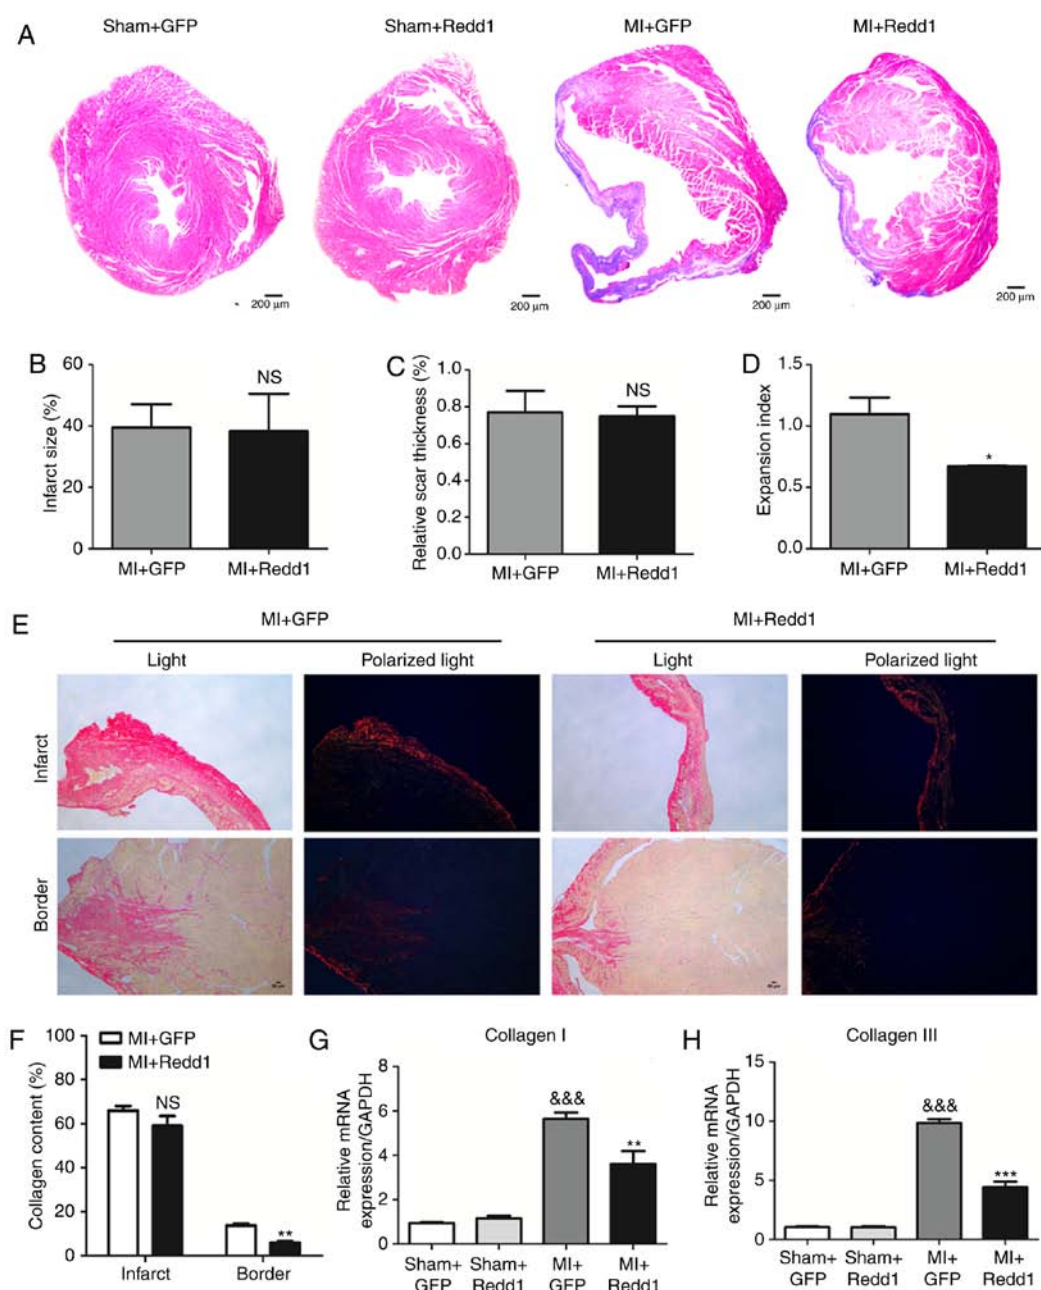 A
Sham+GFP
Sham+Redd1
MI+GFP
MI+Redd1
200 μm
200 μm
200 μm
200 μm
B
Infarct size (%)
60
40
20
0
NS
MI+GFP
MI+Redd1
C
Relative scar thickness (%)
1.0
0.8
0.6
0.4
0.2
0.0
NS
MI+GFP
MI+Redd1
D
Expansion index
1.5
1.0
0.5
0.0
*
MI+GFP
MI+Redd1
E
MI+GFP
MI+Redd1
Light
Polarized light
Light
Polarized light
Infarct
Border
F
Collagen content (%)
100
80
60
40
20
0
MI+GFP
MI+Redd1
NS
**
Infarct
Border
G
Collagen I
Relative mRNA
expression/GAPDH
8
6
4
2
0
&&&
**
Sham+
GFP
Sham+
Redd1
MI+
GFP
MI+
Redd1
H
Collagen III
Relative mRNA
expression/GAPDH
15
10
5
0
&&&
***
Sham+
GFP
Sham+
Redd1
MI+
GFP
MI+
Redd1